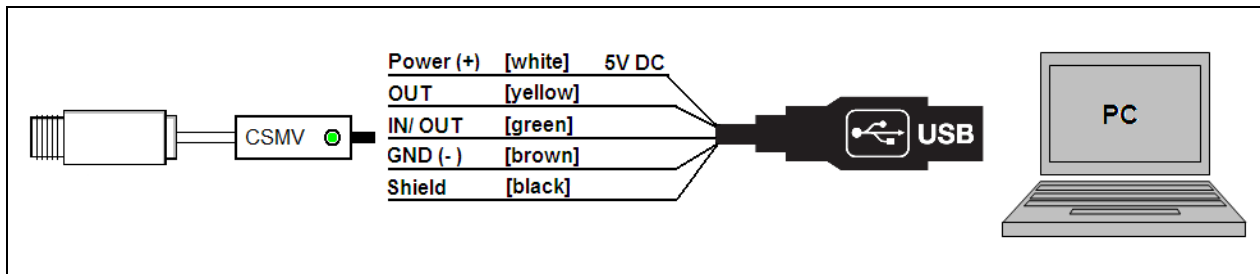 Power (+) [white] 5V DC
OUT [yellow]
IN/ OUT [green]
GND (-) [brown]
Shield [black]
CSMV
USB
PC